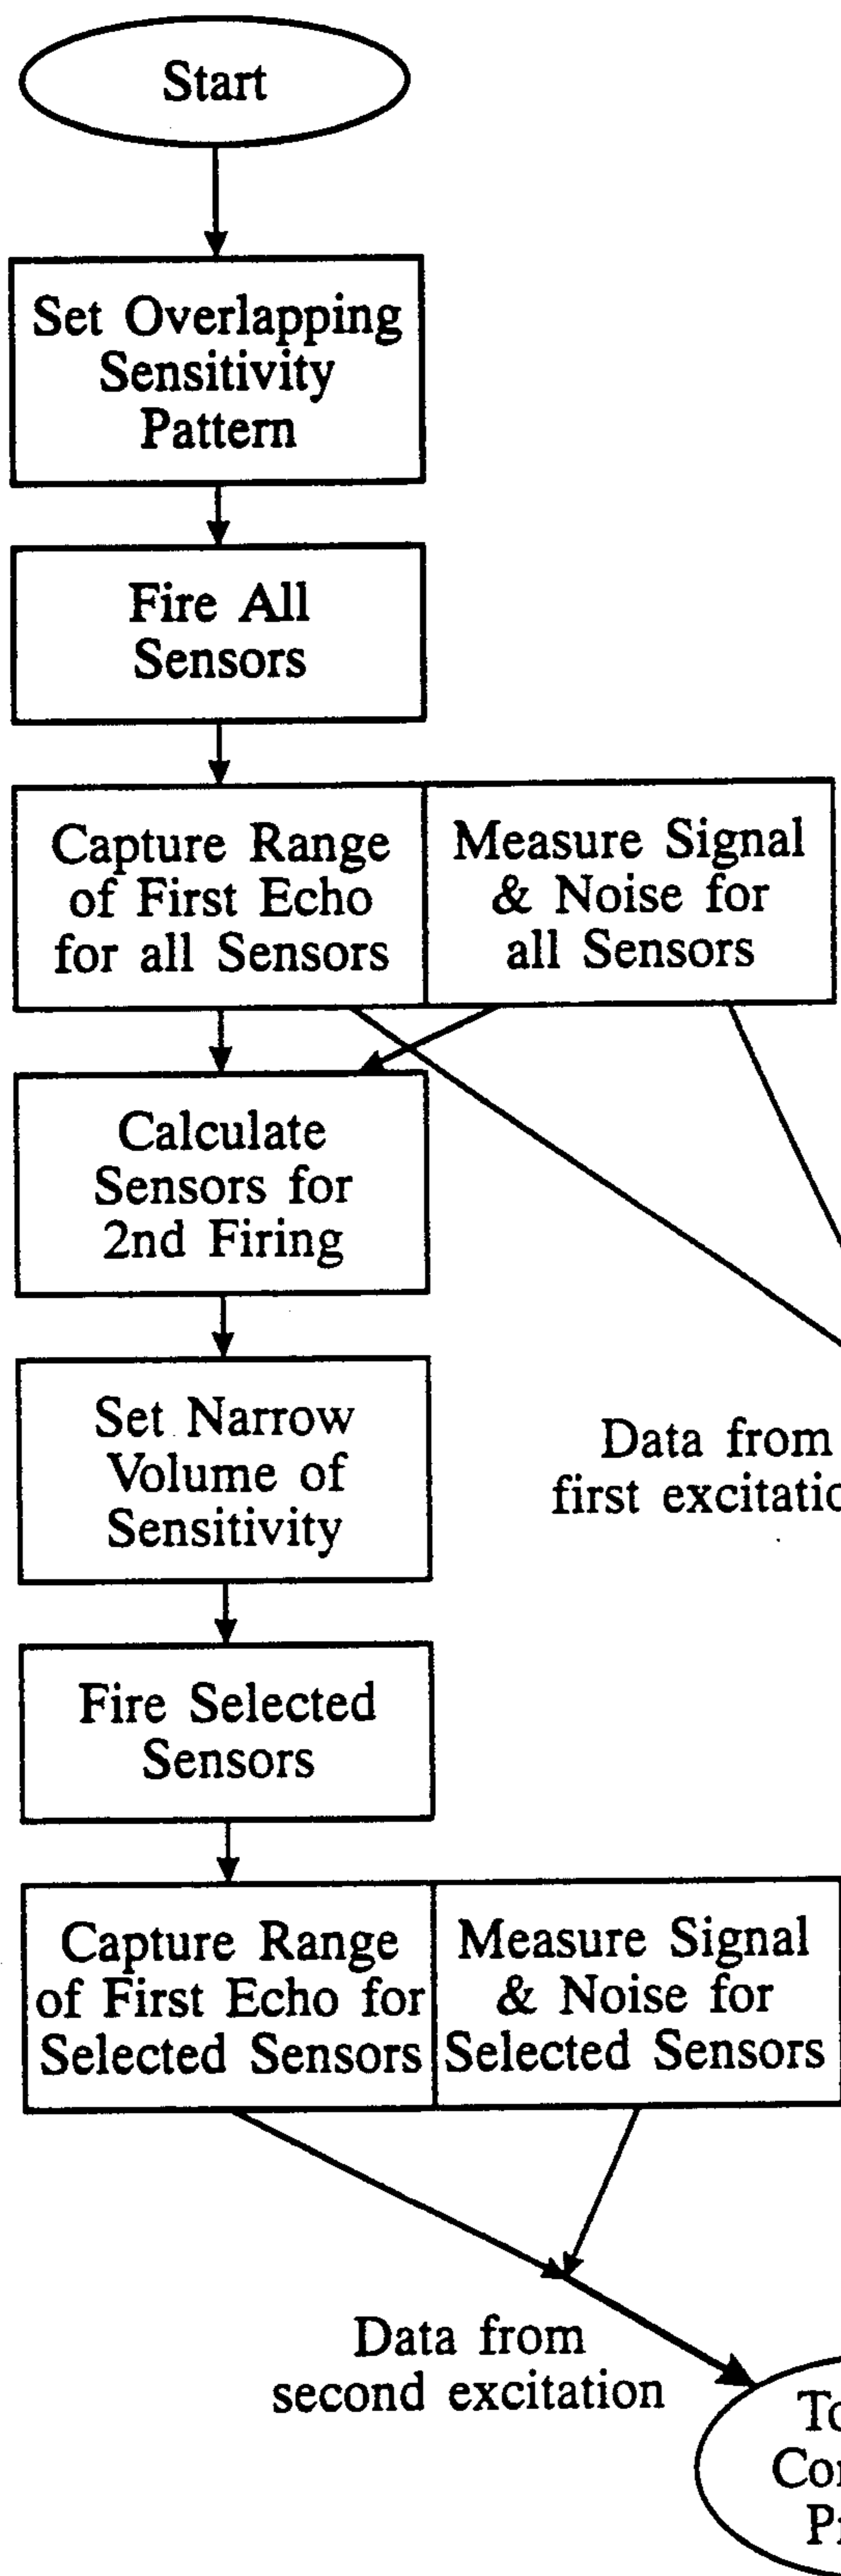 Start
Set Overlapping
Sensitivity
Pattern
Fire All
Sensors
Capture Range
of First Echo
for all Sensors
Measure Signal
& Noise for
all Sensors
Calculate
Sensors for
2nd Firing
Set Narrow
Volume of
Sensitivity
Data from
first
Fire Selected
Sensors
Capture Range
of First Echo for
Selected Sensors
Measure Signal
& Noise for
Selected Sensors
Data from
second excitation